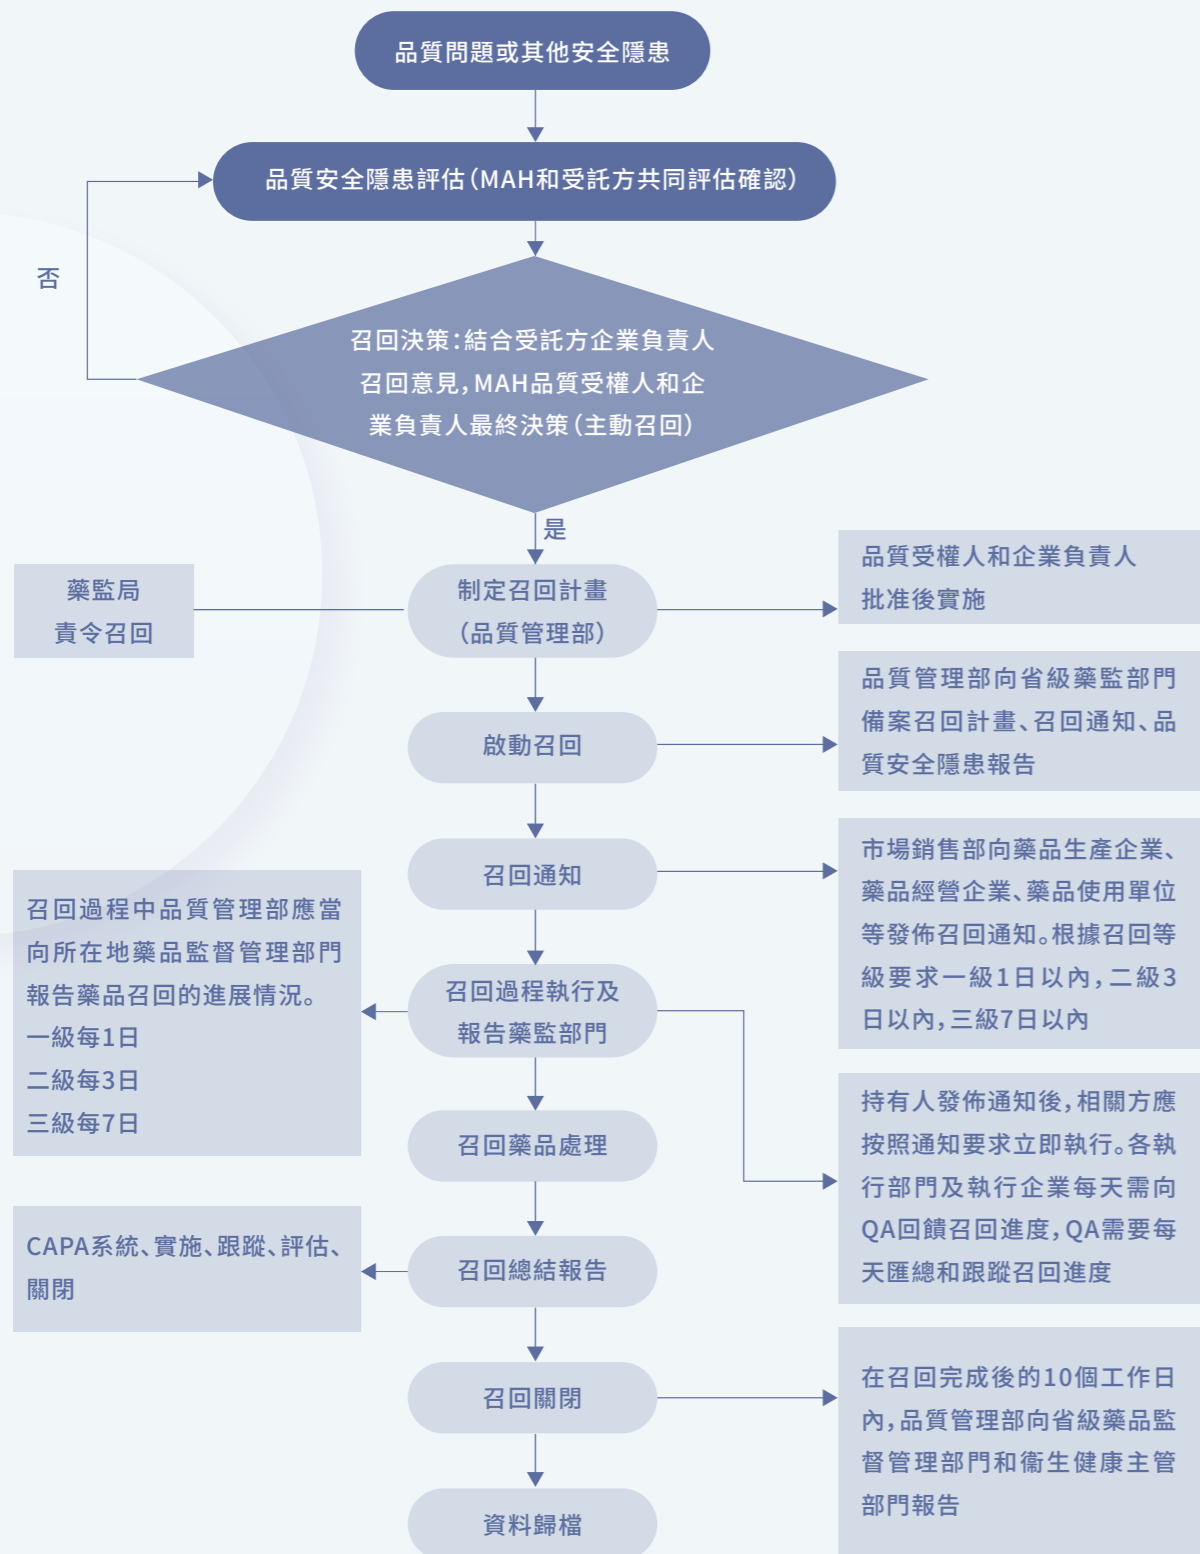 品質問題或其他安全隱患
品質安全隱患評估(MAH和受託方共同評估確認)
否
召回決策:結合受託方企業負責人
召回意見,MAH品質受權人和企
業負責人最終決策(主動召回)
是
藥監局
責令召回
制定召回計畫
(品質管理部)
品質受權人和企業負責人
批准後實施
啟動召回
品質管理部向省級藥監部門
備案召回計畫、召回通知、品
質安全隱患報告
召回通知
市場銷售部向藥品生產企業、
藥品經營企業、藥品使用單位
等發佈召回通知。根據召回等
級要求一級1日以內,二級3
日以內,三級7日以內
召回過程中品質管理部應當
向所在地藥品監督管理部門
報告藥品召回的進展情況。
一級每1日
二級每3日
三級每7日
召回過程執行及
報告藥監部門
持有人發佈通知後,相關方應
按照通知要求立即執行。各執
行部門及執行企業每天需向
QA回饋召回進度,QA需要每
天匯總和跟蹤召回進度
召回藥品處理
CAPA系統、實施、跟蹤、評估、
關閉
召回總結報告
召回關閉
在召回完成後的10個工作日
內,品質管理部向省級藥品監
督管理部門和衞生健康主管
部門報告
資料歸檔